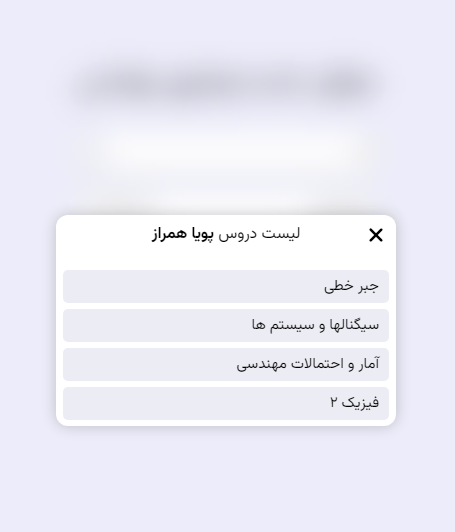 لیست دروس پویا همراز
جبر خطی
سیگنالها و سیستم ها
آمار و احتمالات مهندسی
فیزیک ۲